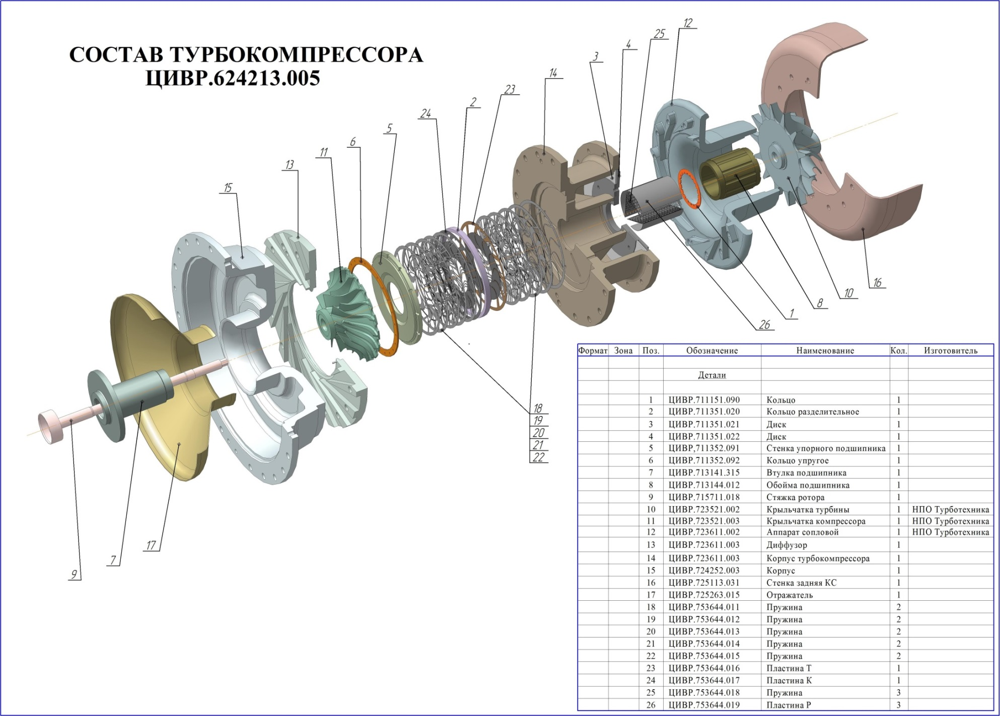 СОСТАВ ТУРБОКОМПРЕССОРА
ЦИВР.624213.005
12
25
4
3
14
23
2
24
5
6
11
13
15
16
10
8
1
26
18
19
20
21
22
17
7
9
Формат Зона Поз. Обозначение Наименование Кол. Изготовитель
Детали
1 ЦИВР.711151.090 Кольцо 1
2 ЦИВР.711351.020 Кольцо разделительное 1
3 ЦИВР.711351.021 Диск 1
4 ЦИВР.711351.022 Диск 1
5 ЦИВР,711352.091 Стенка упорного подшипника 1
6 ЦИВР.711352.092 Кольцо упругое 1
7 ЦИВР.713141.315 Втулка подшипника 1
8 ЦИВР.713144.012 Обойма подшипника 1
9 ЦИВР.715711.018 Стяжка ротора 1
10 ЦИВР.723521.002 Крыльчатка турбины 1 НПО Турботехника
11 ЦИВР.723521.003 Крыльчатка компрессора 1 НПО Турботехника
12 ЦИВР.723611.002 Аппарат сопловой 1 НПО Турботехника
13 ЦИВР.723611.003 Диффузор 1
14 ЦИВР.723611.003 Корпус турбокомпрессора 1
15 ЦИВР.724252.003 Корпус 1
16 ЦИВР.725113.031 Стенка задняя КС 1
17 ЦИВР.725263.015 Отражатель 1
18 ЦИВР.753644.011 Пружина 2
19 ЦИВР.753644.012 Пружина 2
20 ЦИВР.753644.013 Пружина 2
21 ЦИВР.753644.014 Пружина 2
22 ЦИВР.753644.015 Пружина 2
23 ЦИВР.753644.016 Пластина Т 1
24 ЦИВР.753644.017 Пластина К 1
25 ЦИВР.753644.018 Пружина 3
26 ЦИВР.753644.019 Пластина Р 3